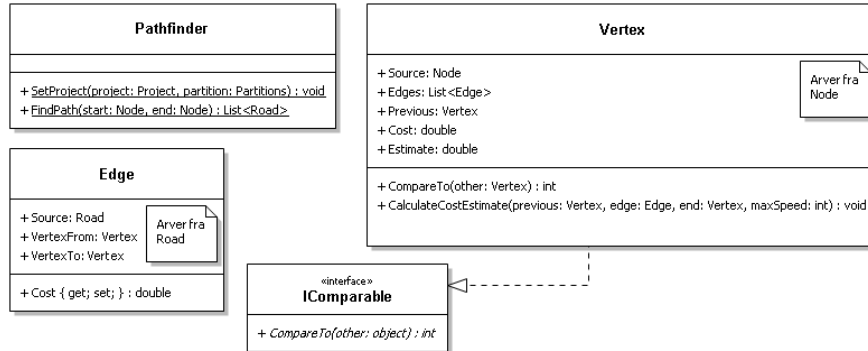 Pathfinder
+ SetProject(project: Project, partition: Partitions) : void
+ FindPath(start: Node, end: Node) : List<Road>
Vertex
+ Source: Node
+ Edges: List<Edge>
+ Previous: Vertex
+ Cost: double
+ Estimate: double
Arver fra
Node
+ CompareTo(other: Vertex) : int
+ CalculateCostEstimate(previous: Vertex, edge: Edge, end: Vertex, maxSpeed: int) : void
Edge
+ Source: Road
+ VertexFrom: Vertex
+ VertexTo: Vertex
Arver fra
Road
+ Cost { get; set; } : double
«interface»
IComparable
+ CompareTo(other: object) : int